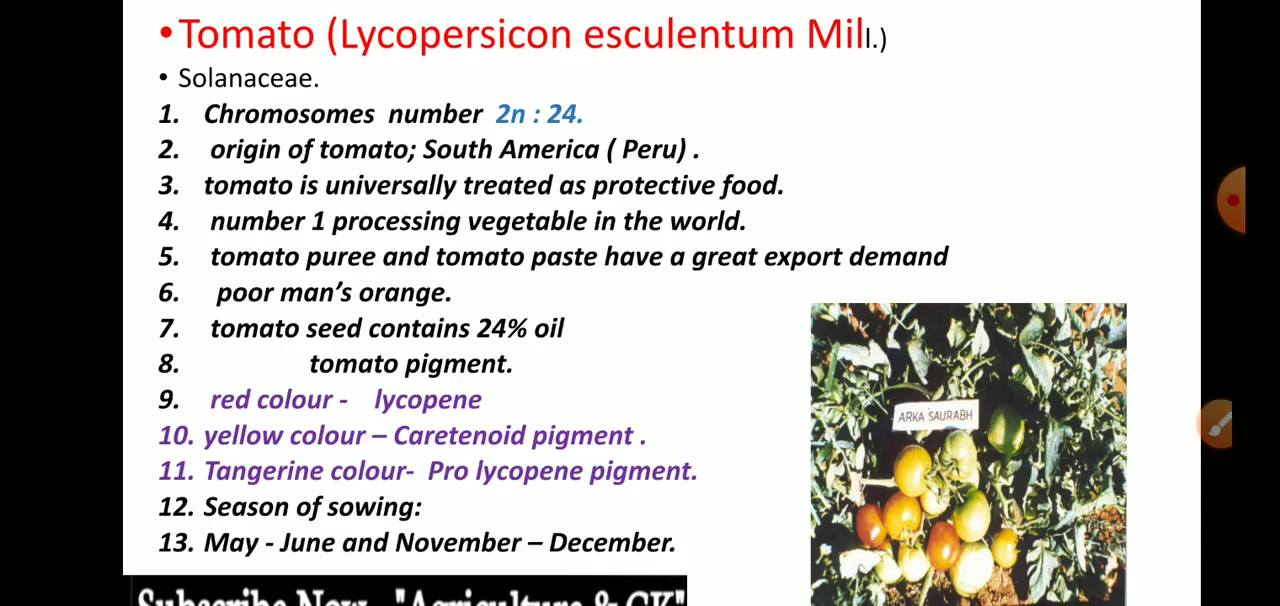 •Tomato (Lycopersicon esculentum Mill.)
• Solanaceae.
1. Chromosomes number 2n : 24.
2. origin of tomato; South America ( Peru) .
3. tomato is universally treated as protective food.
4. number 1 processing vegetable in the world.
5. tomato puree and tomato paste have a great export demand
6. poor man's orange.
7. tomato seed contains 24% oil
8. tomato pigment.
9. red colour - lycopene
10. yellow colour – Caretenoid pigment .
11. Tangerine colour- Pro lycopene pigment.
12. Season of sowing:
13. May - June and November – December.
ARKA SAURABH
Subscribe Now "Agriculture & GK"